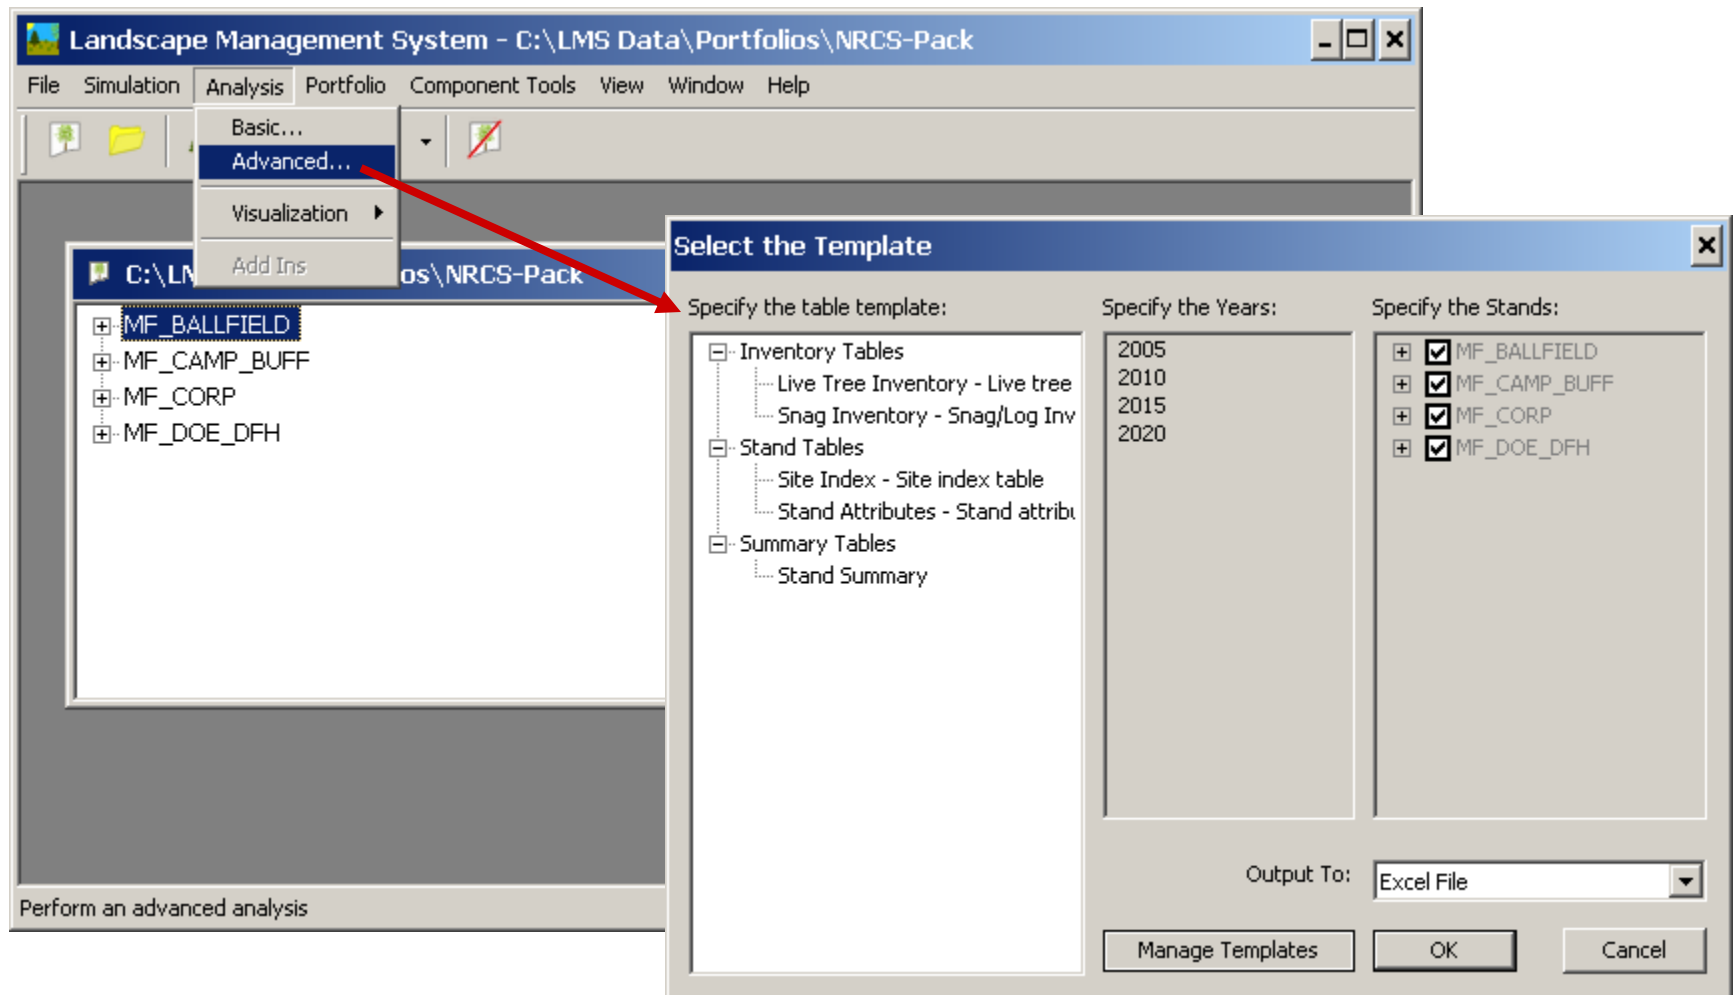 Landscape Management System - C:\LMS Data\Portfolios\NRCS-Pack
File Simulation Analysis Portfolio Component Tools View Window Help
Basic...
Advanced...
Visualization
Add Ins
C:\LM os\NRCS-Pack
MF_BALLFIELD
MF_CAMP_BUFF
MF_CORP
MF_DOE_DFH
Perform an advanced analysis
Select the Template
Specify the table template:
Inventory Tables
Live Tree Inventory - Live tree
Snag Inventory - Snag/Log Inv
Stand Tables
Site Index - Site index table
Stand Attributes - Stand attribu
Summary Tables
Stand Summary
Specify the Years:
2005
2010
2015
2020
Specify the Stands:
MF_BALLFIELD
MF_CAMP_BUFF
MF_CORP
MF_DOE_DFH
Output To: Excel File
Manage Templates OK Cancel